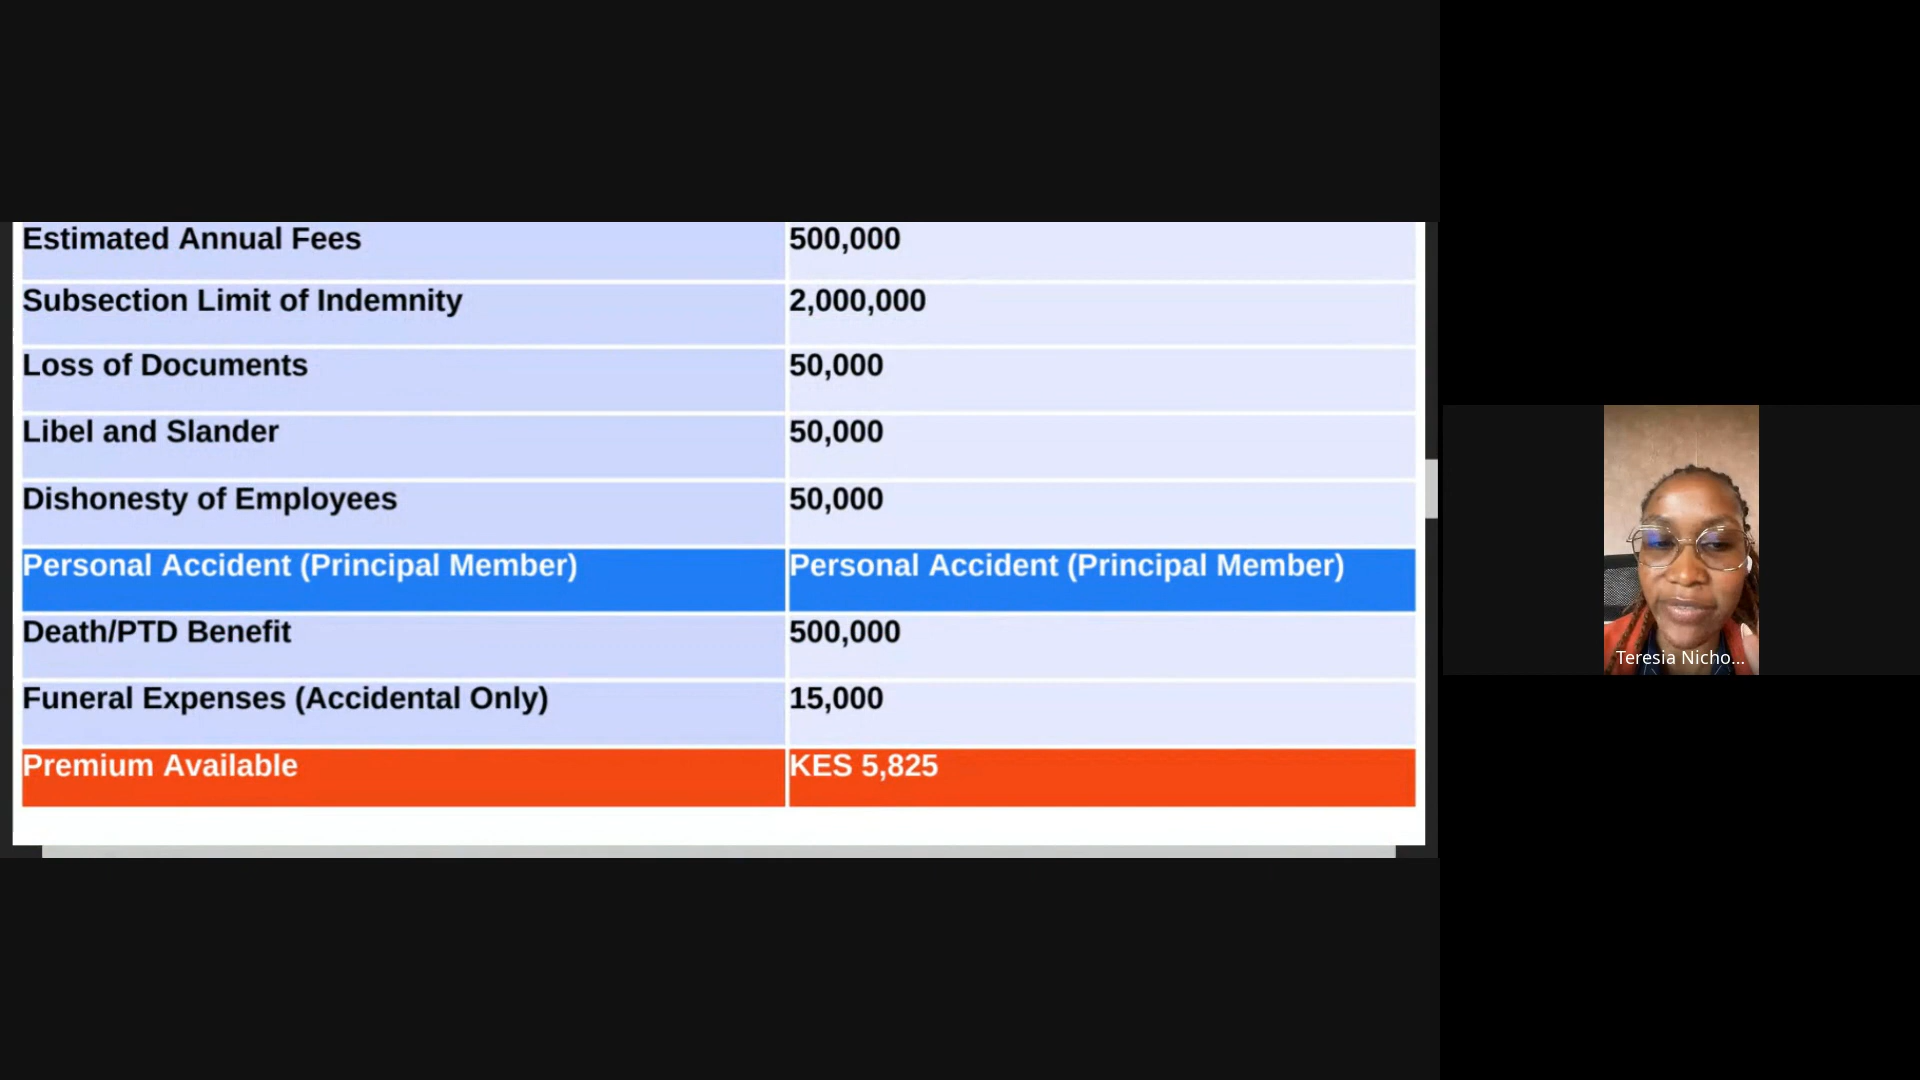 Estimated Annual Fees 500,000
Subsection Limit of Indemnity 2,000,000
Loss of Documents 50,000
Libel and Slander 50,000
Dishonesty of Employees 50,000
Personal Accident (Principal Member) Personal Accident (Principal Member)
Death/PTD Benefit 500,000
Funeral Expenses (Accidental Only) 15,000
Premium Available KES 5,825
Teresia Nicho...